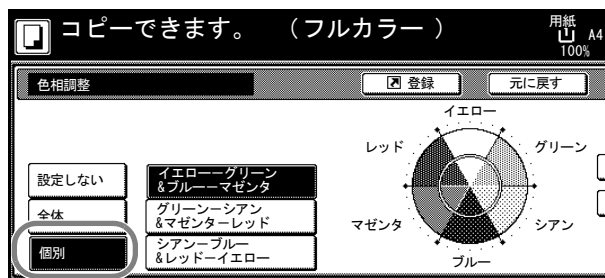 コピーできます。 （フルカラー ）
用紙
A4
100%
色相調整
登録
元に戻す
イエロー
レッド
グリーン
設定しない
イエローーグリーン
&ブルーーマゼンタ
全体
グリーンーシアン
&マゼンターレッド
マゼンタ
シアン
個別
シアンーブルー
&レッドーイエロー
ブルー